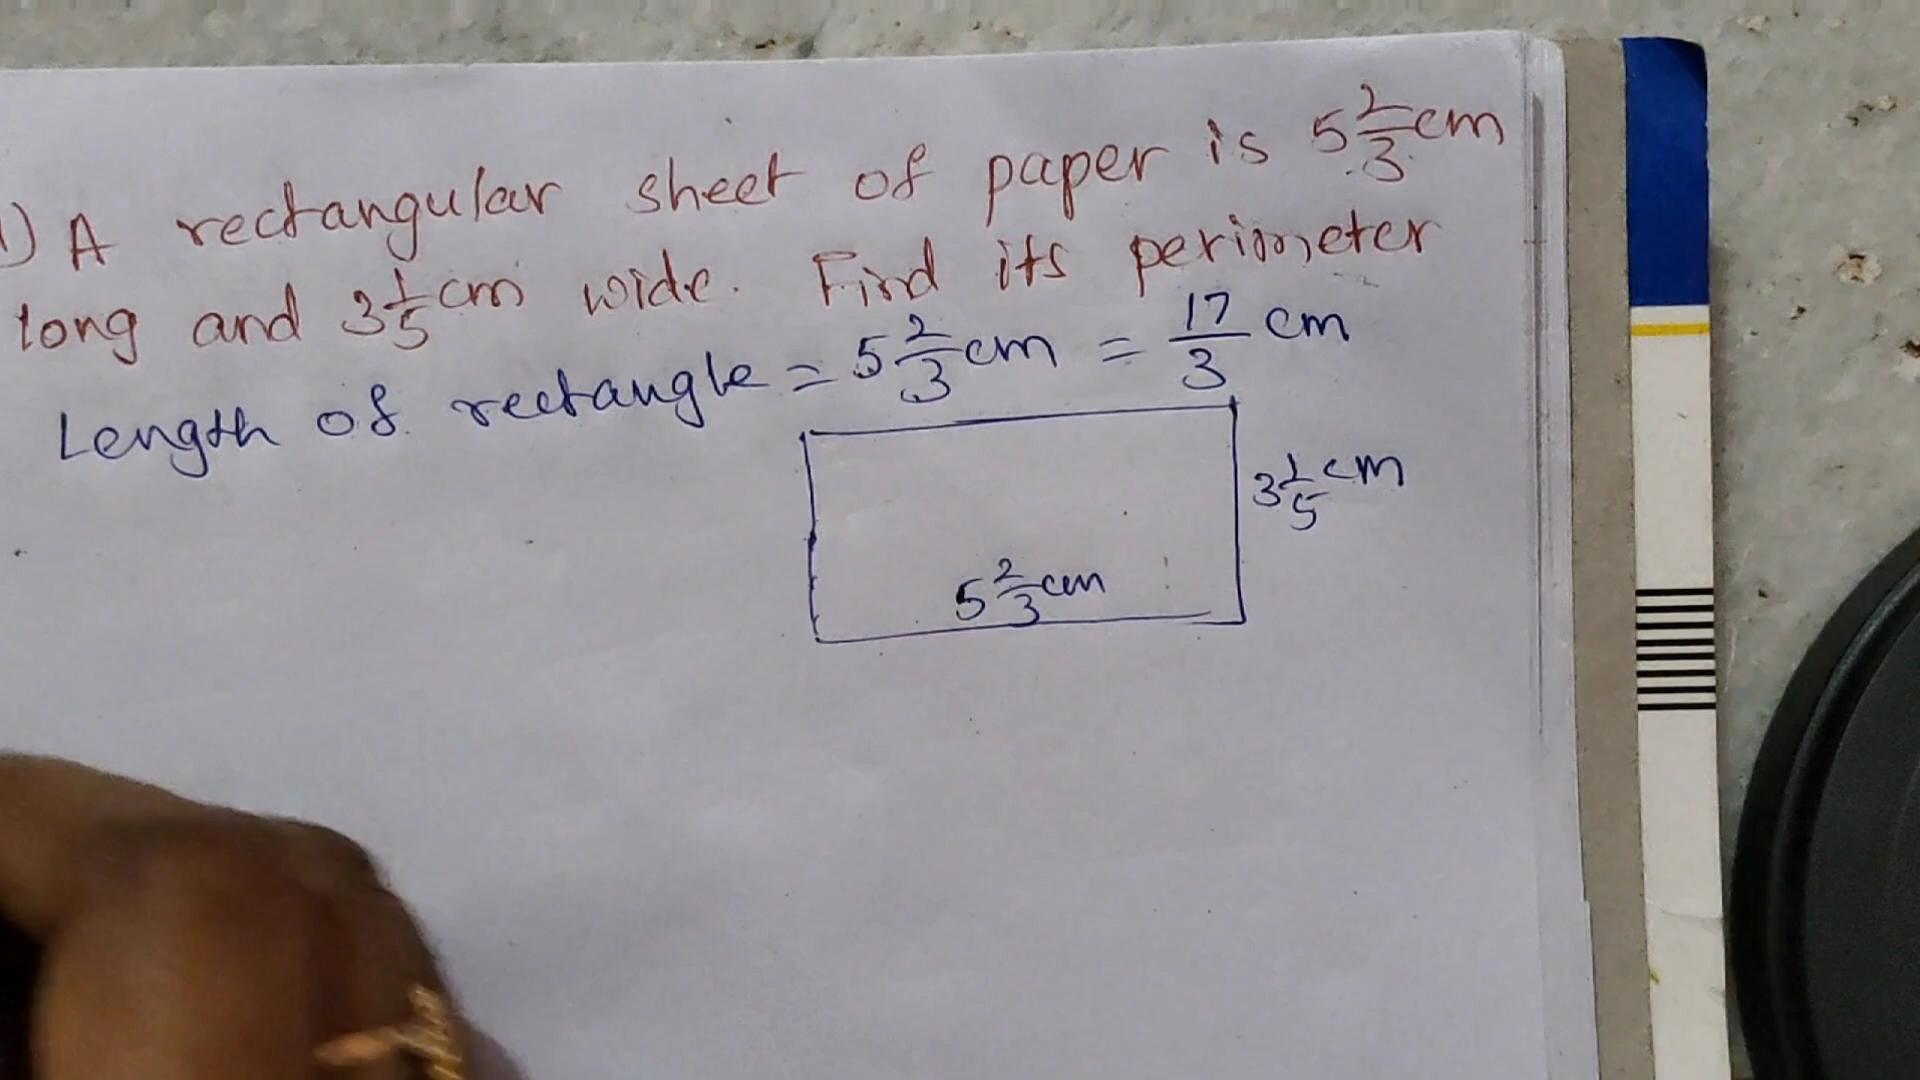 1) A rectangular sheet of paper is 5 2/3 cm
long and 3 1/5 cm wide. Find its perimeter
Length of rectangle = 5 2/3 cm = 17/3 cm
3 1/5 cm
5 2/3 cm